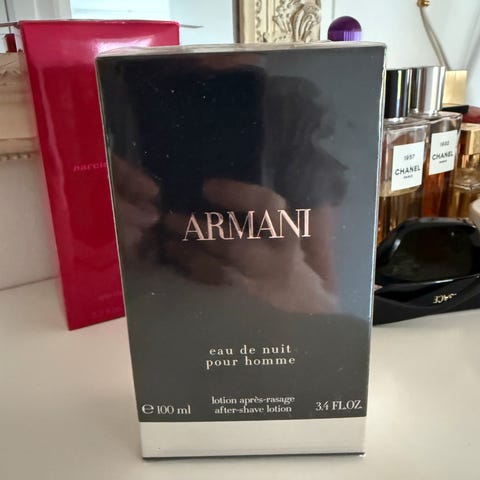 ARMANI
eau de nuit
pour homme
lotion après-rasage
after-shave lotion
℮ 100 ml
3.4 FL.OZ.
1957
CHANEL
PARIS
CHANEL